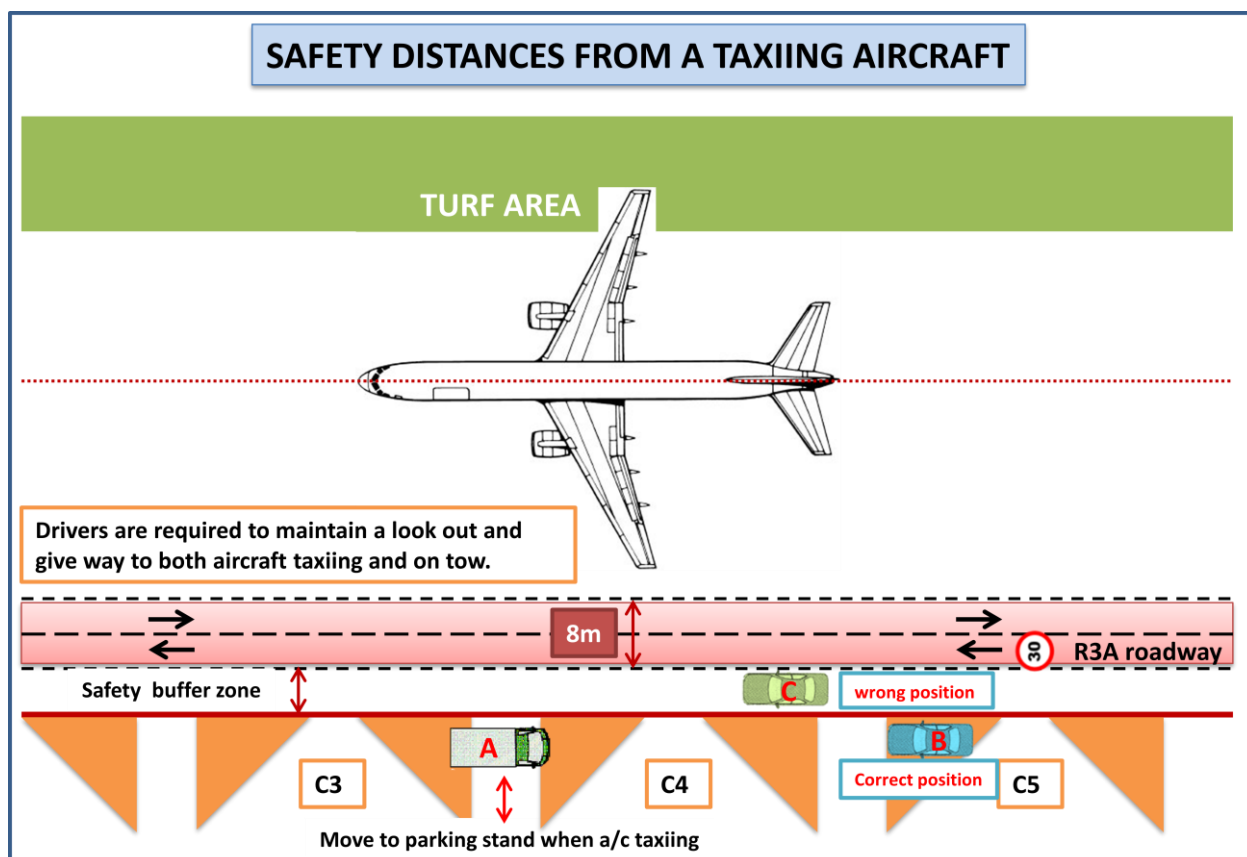 SAFETY DISTANCES FROM A TAXIING AIRCRAFT
TURF AREA
Drivers are required to maintain a look out and
give way to both aircraft taxiing and on tow.
8m
30
R3A roadway
Safety buffer zone
C
wrong position
A
B
C3
C4
Correct position
C5
Move to parking stand when a/c taxiing